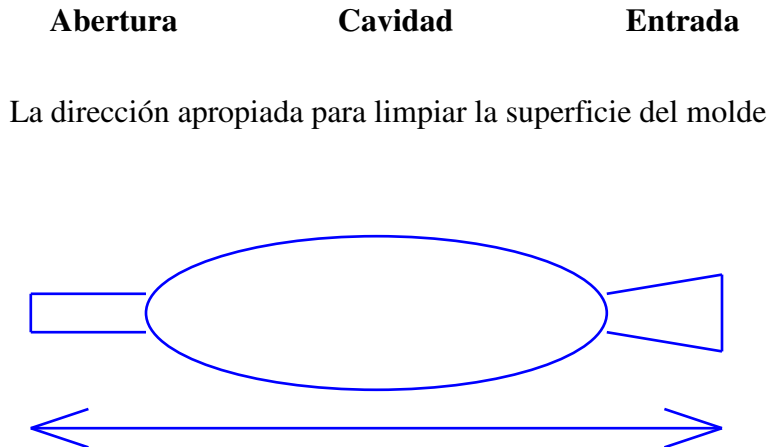 Abertura Cavidad Entrada
La dirección apropiada para limpiar la superficie del molde